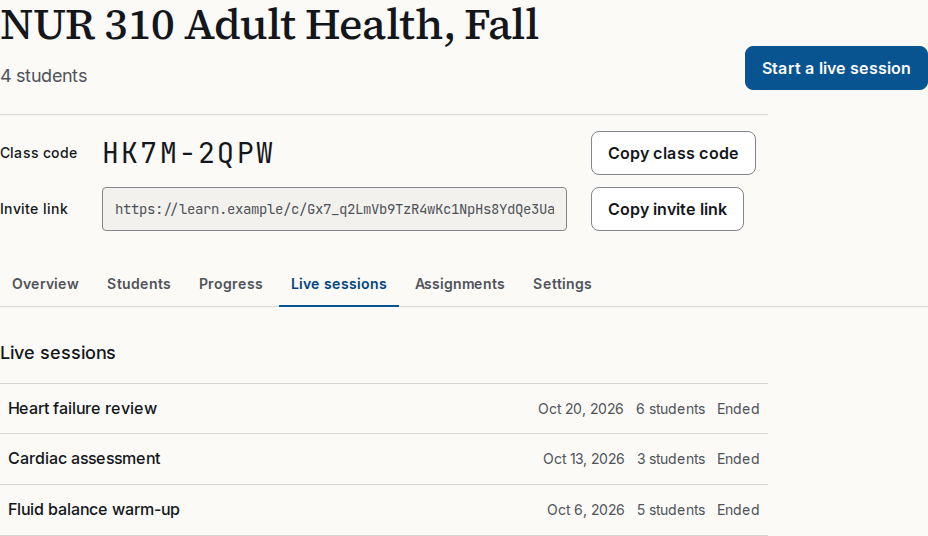 NUR 310 Adult Health, Fall
4 students
Start a live session
Class code HK7M-2QPW Copy class code
Invite link https://learn.example/c/Gx7_q2LmVb9TzR4wKc1NpHs8YdQe3Ua Copy invite link
Overview Students Progress Live sessions Assignments Settings
Live sessions
Heart failure review Oct 20, 2026 6 students Ended
Cardiac assessment Oct 13, 2026 3 students Ended
Fluid balance warm-up Oct 6, 2026 5 students Ended